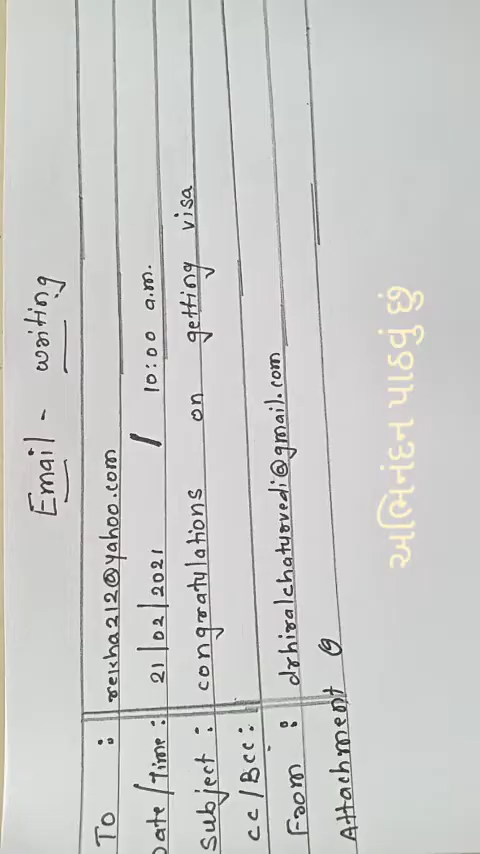 Email - writing
To : rekha212@yahoo.com
Date/Time : 21/02/2021 / 10:00 a.m.
Subject : congratulations on getting visa
cc/Bcc :
From : drhiralchaturvedi@gmail.com
Attachment
અભિનંદન પાઠવું છું